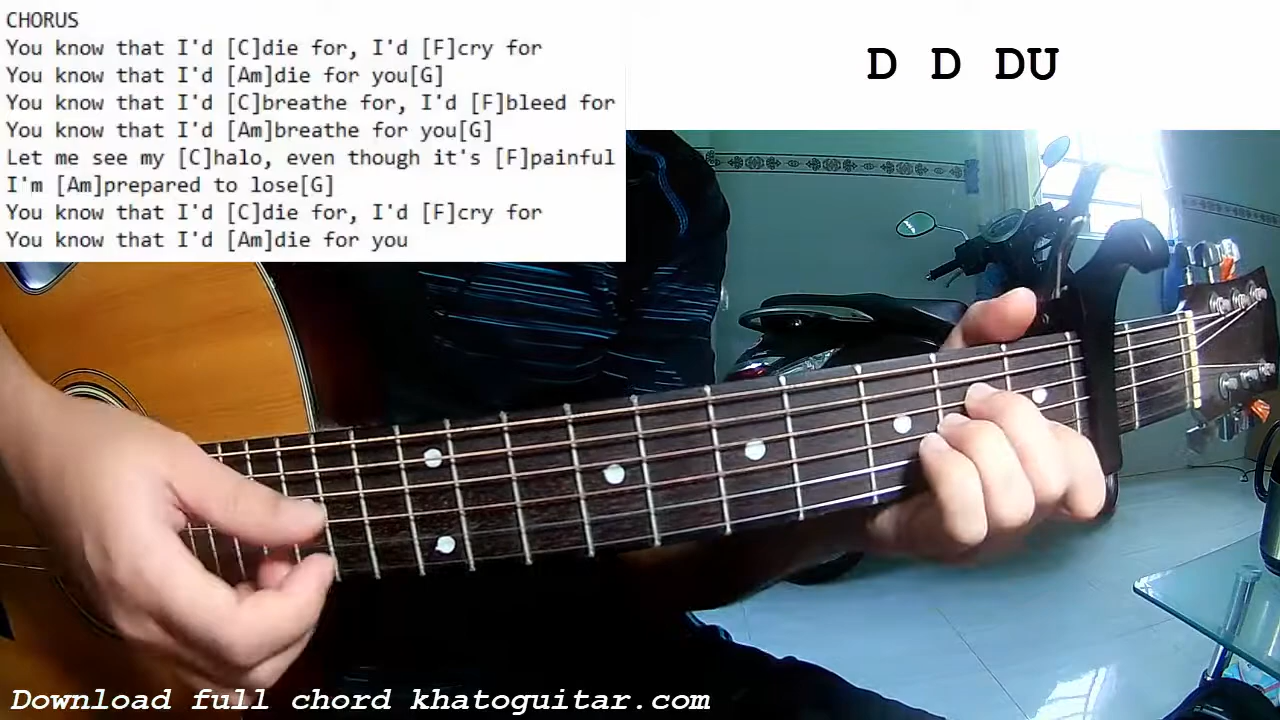 CHORUS
You know that I'd [C]die for, I'd [F]cry for
You know that I'd [Am]die for you[G]
You know that I'd [C]breathe for, I'd [F]bleed for
You know that I'd [Am]breathe for you[G]
Let me see my [C]halo, even though it's [F]painful
I'm [Am]prepared to lose[G]
You know that I'd [C]die for, I'd [F]cry for
You know that I'd [Am]die for you
D D DU
Download full chord khatoguitar.com